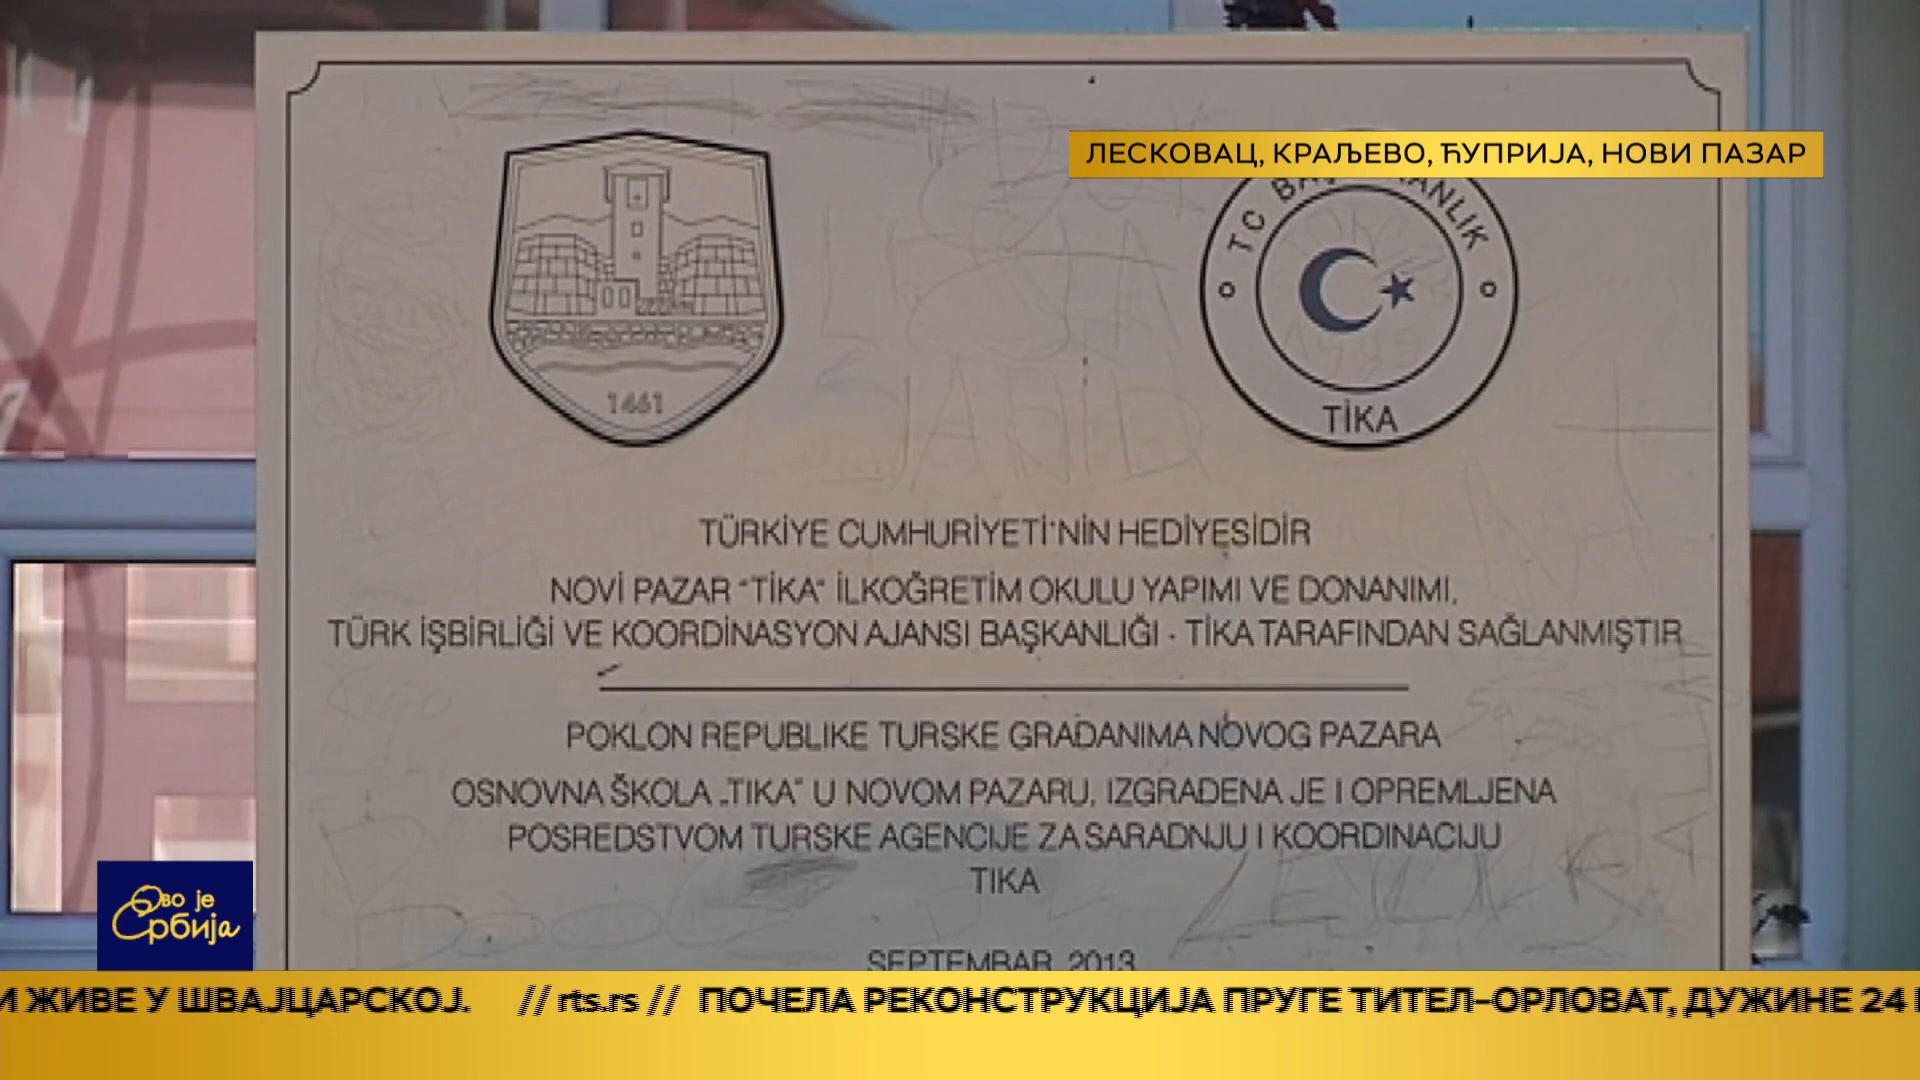 ЛЕСКОВАЦ, КРАЉЕВО, ЋУПРИЈА, НОВИ ПАЗАР
TC
TİKA
1461
TÜRKİYE CUMHURİYETİ'NİN HEDİYESİDİR
NOVİ PAZAR "TİKA" İLKÖĞRETİM OKULU YAPIMI VE DONANIMI,
TÜRK İŞBİRLİĞİ VE KOORDİNASYON AJANSI BAŞKANLIĞI - TİKA TARAFINDAN SAĞLANMIŞTIR
POKLON REPUBLIKE TURSKE GRAĐANIMA NOVOG PAZARA
OSNOVNA ŠKOLA „TIKA" U NOVOM PAZARU, IZGRAĐENA JE I OPREMLJENA
POSREDSTVOM TURSKE AGENCIJE ZA SARADNJU I KOORDINACIJU
TIKA
SEPTEMBAR, 2013.
Ово је
Србија
И ЖИВЕ У ШВАЈЦАРСКОЈ. // rts.rs // ПОЧЕЛА РЕКОНСТРУКЦИЈА ПРУГЕ ТИТЕЛ-ОРЛОВАТ, ДУЖИНЕ 24